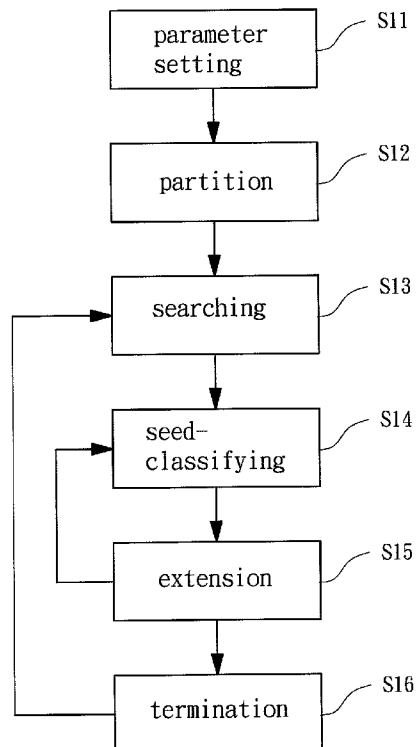 S11
parameter
setting
S12
partition
S13
searching
S14
seed-
classifying
S15
extension
S16
termination